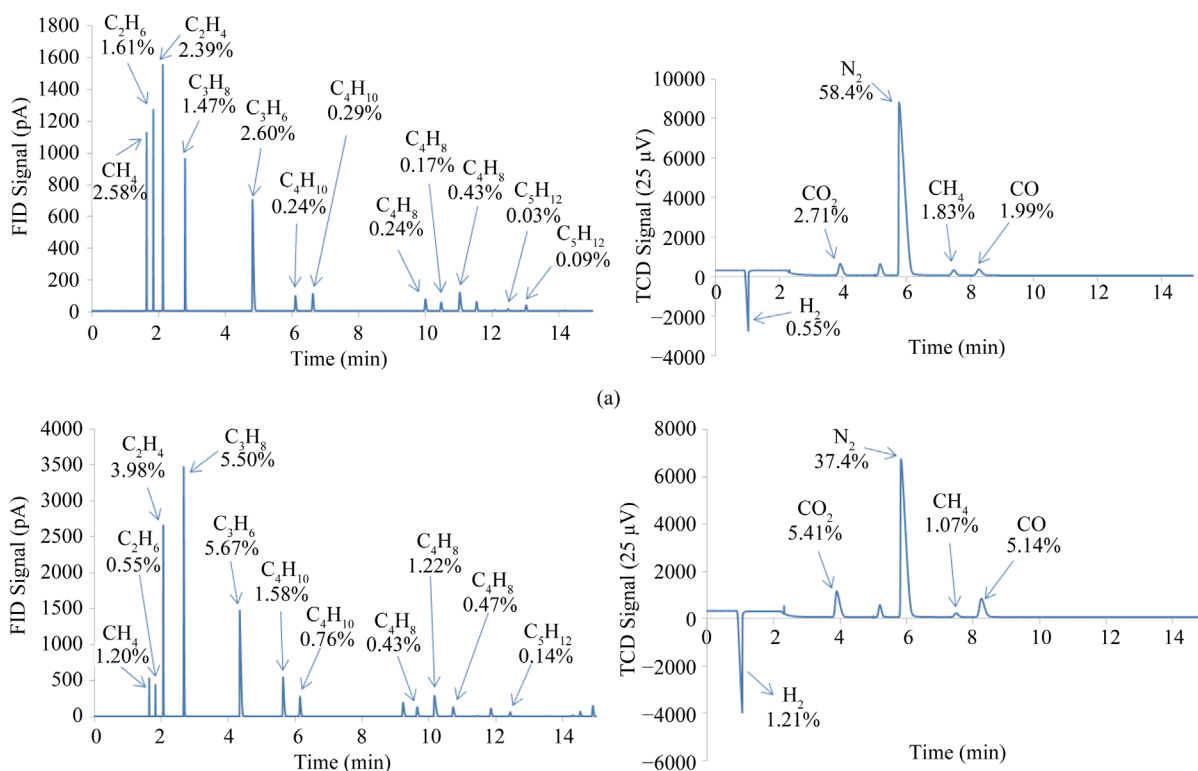 C₂H₆
1.61%
C₂H₄
2.39%
C₃H₈
1.47%
C₃H₆
2.60%
C₄H₁₀
0.29%
CH₄
2.58%
C₄H₁₀
0.24%
C₄H₈
0.24%
C₄H₈
0.17%
C₄H₈
0.43%
C₅H₁₂
0.03%
C₅H₁₂
0.09%
FID Signal (pA)
1800
1600
1400
1200
1000
800
600
400
200
0
0 2 4 6 8 10 12 14
Time (min)
TCD Signal (25 μV)
10000
8000
6000
4000
2000
0
−2000
−4000
N₂
58.4%
CO₂
2.71%
CH₄
1.83%
CO
1.99%
H₂
0.55%
0 2 4 6 8 10 12 14
Time (min)
(a)
FID Signal (pA)
4000
3500
3000
2500
2000
1500
1000
500
0
C₂H₄
3.98%
C₃H₈
5.50%
C₂H₆
0.55%
C₃H₆
5.67%
C₄H₁₀
1.58%
C₄H₁₀
0.76%
CH₄
1.20%
C₄H₈
0.43%
C₄H₈
1.22%
C₄H₈
0.47%
C₅H₁₂
0.14%
0 2 4 6 8 10 12 14
Time (min)
TCD Signal (25 μV)
8000
6000
4000
2000
0
−2000
−4000
−6000
N₂
37.4%
CO₂
5.41%
CH₄
1.07%
CO
5.14%
H₂
1.21%
0 2 4 6 8 10 12 14
Time (min)